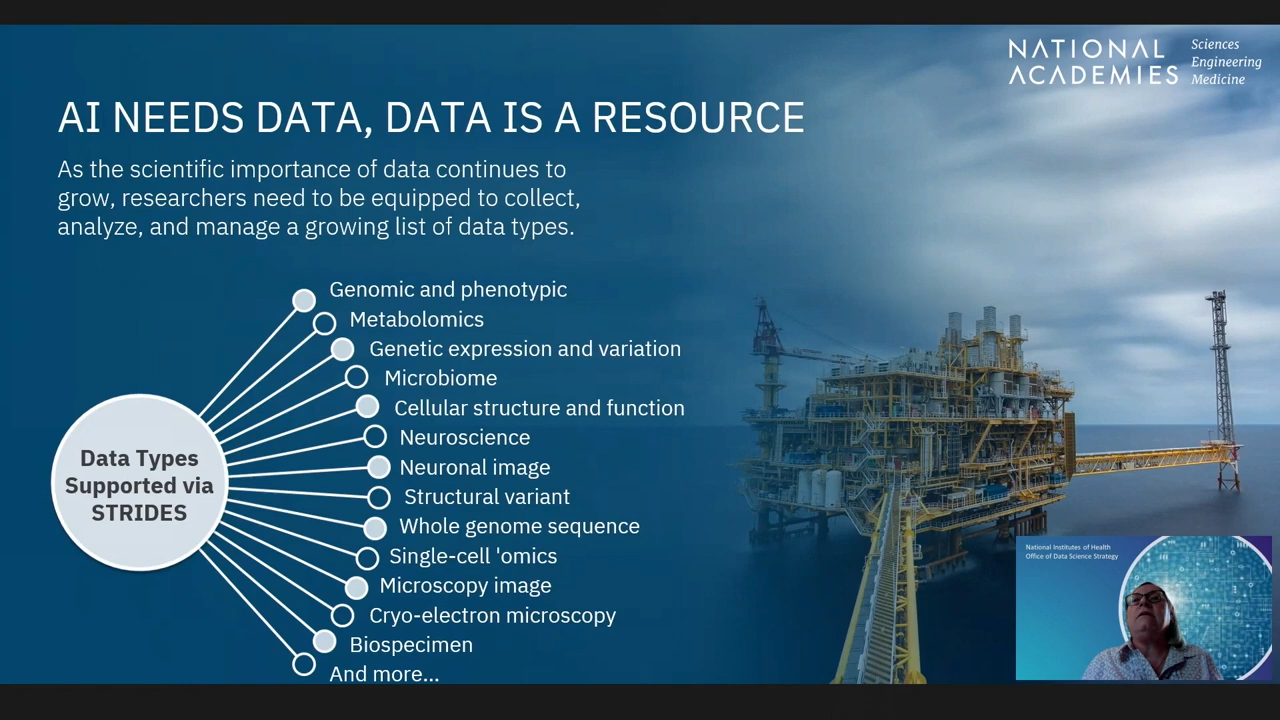 NATIONAL
ACADEMIES
Sciences
Engineering
Medicine
AI NEEDS DATA, DATA IS A RESOURCE
As the scientific importance of data continues to
grow, researchers need to be equipped to collect,
analyze, and manage a growing list of data types.
Data Types
Supported via
STRIDES
Genomic and phenotypic
Metabolomics
Genetic expression and variation
Microbiome
Cellular structure and function
Neuroscience
Neuronal image
Structural variant
Whole genome sequence
Single-cell 'omics
Microscopy image
Cryo-electron microscopy
Biospecimen
And more...
National Institutes of Health
Office of Data Science Strategy